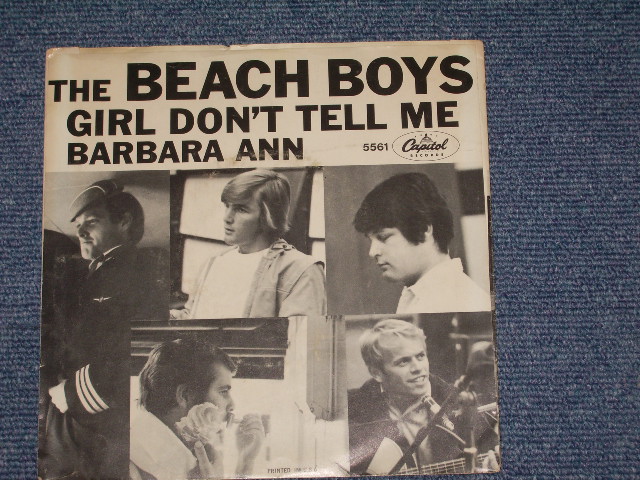 THE BEACH BOYS
GIRL DON'T TELL ME
BARBARA ANN
5561 Capitol
RECORDS
PRINTED IN U.S.A.